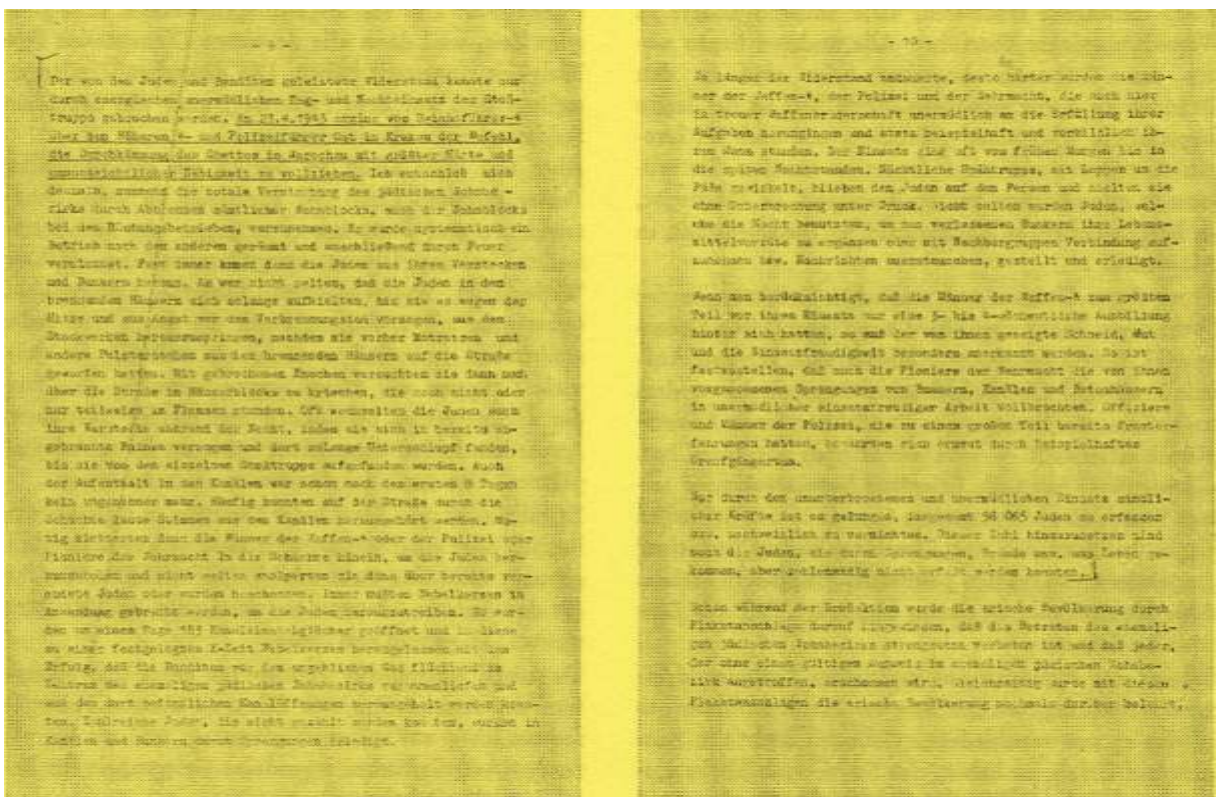 - 9 -
Der von den Juden und Banditen geleistete Widerstand konnte nur
durch energischen unermüdlichen Tag- und Nachteinsatz der Stoß-
trupps gebrochen werden. Am 23.4.1943 erging vom Reichsführer-SS
über den Höheren SS- und Polizeiführer Ost in Krakau der Befehl,
die Durchkämmung des Ghettos in Warschau mit größter Härte und
unnachsichtlicher Zähigkeit zu vollziehen. Ich entschloß mich
deshalb, nunmehr die totale Vernichtung des jüdischen Wohnbe-
zirks durch Abbrennen sämtlicher Wohnblocks, auch der Wohnblocks
bei den Rüstungsbetrieben, vorzunehmen. Es wurde systematisch ein
Betrieb nach dem anderen geräumt und anschließend durch Feuer
vernichtet. Fast immer kamen dann die Juden aus ihren Verstecken
und Bunkern heraus. Es war nicht selten, daß die Juden in den
brennenden Häusern sich solange aufhielten, bis sie es wegen der
Hitze und aus Angst vor dem Verbrennungstod vorzogen, aus den
Stockwerken herauszuspringen, nachdem sie vorher Matratzen und
andere Polstersachen aus den brennenden Häusern auf die Straße
geworfen hatten. Mit gebrochenen Knochen versuchten sie dann noch
über die Straße in Häuserblocks zu kriechen, die noch nicht oder
nur teilweise in Flammen standen. Oft wechselten die Juden auch
ihre Verstecke während der Nacht, indem sie sich in bereits ab-
gebrannte Ruinen verzogen und dort solange Unterschlupf fanden,
bis sie von den einzelnen Stoßtrupps aufgefunden wurden. Auch
der Aufenthalt in den Kanälen war schon nach den ersten 8 Tagen
kein angenehmer mehr. Häufig konnten auf der Straße durch die
Schächte laute Stimmen aus den Kanälen herausgehört werden. Mu-
tig kletterten dann die Männer der Waffen-SS oder der Polizei oder
Pioniere der Wehrmacht in die Schächte hinein, um die Juden her-
auszuholen und nicht selten stolperten sie dann über bereits ver-
endete Juden oder wurden beschossen. Immer mußten Nebelkerzen in
Anwendung gebracht werden, um die Juden herauszutreiben. So wur-
den an einem Tage 183 Kanaleinsteiglöcher geöffnet und in diese
zu einer festgelegten X-Zeit Nebelkerzen herabgelassen mit dem
Erfolg, daß die Banditen vor dem angeblichen Gas flüchtend im
Zentrum des ehemaligen jüdischen Wohnbezirks zusammenliefen und
aus den dort befindlichen Kanalöffnungen herausgeholt werden konn-
ten. Zahlreiche Juden, die nicht gezählt werden konnten, wurden in
Kanälen und Bunkern durch Sprengungen erledigt.
- 10 -
Je länger der Widerstand andauerte, desto härter wurden die Män-
ner der Waffen-SS, der Polizei und der Wehrmacht, die auch hier
in treuer Waffenbrüderschaft unermüdlich an die Erfüllung ihrer
Aufgaben herangingen und stets beispielhaft und vorbildlich ih-
ren Mann standen. Der Einsatz ging oft vom frühen Morgen bis in
die späten Nachtstunden. Nächtliche Spähtrupps, mit Lappen um die
Füße gewickelt, blieben den Juden auf den Fersen und hielten sie
ohne Unterbrechung unter Druck. Nicht selten wurden Juden, wel-
che die Nacht benutzten, um aus verlassenen Bunkern ihre Lebens-
mittelvorräte zu ergänzen oder mit Nachbargruppen Verbindung auf-
zunehmen bzw. Nachrichten auszutauschen, gestellt und erledigt.
Wenn man berücksichtigt, daß die Männer der Waffen-SS zum größten
Teil vor ihrem Einsatz nur eine 3- bis 4-wöchentliche Ausbildung
hinter sich hatten, so muß der von ihnen gezeigte Schneid, Mut
und die Einsatzfreudigkeit besonders anerkannt werden. Es ist
festzustellen, daß auch die Pioniere der Wehrmacht die von ihnen
vorgenommenen Sprengungen von Bunkern, Kanälen und Betonhäusern
in unermüdlicher einsatzfreudiger Arbeit vollbrachten. Offiziere
und Männer der Polizei, die zu einem großen Teil bereits Fronter-
fahrungen hatten, bewährten sich erneut durch beispielhaftes
Draufgängertum.
Nur durch den ununterbrochenen und unermüdlichen Einsatz sämtli-
cher Kräfte ist es gelungen, insgesamt 56 065 Juden zu erfassen
bzw. nachweislich zu vernichten. Dieser Zahl hinzuzusetzen sind
noch die Juden, die durch Sprengungen, Brände usw. ums Leben ge-
kommen, aber zahlenmäßig nicht erfaßt werden konnten.
Schon während der Großaktion wurde die arische Bevölkerung durch
Plakatanschläge darauf hingewiesen, daß das Betreten des ehemali-
gen jüdischen Wohnbezirks strengstens verboten ist und daß jeder,
der ohne einen gültigen Ausweis im ehemaligen jüdischen Wohnbe-
zirk angetroffen, erschossen wird. Gleichzeitig wurde mit diesen
Plakatanschlägen die arische Bevölkerung nochmals darüber belehrt,